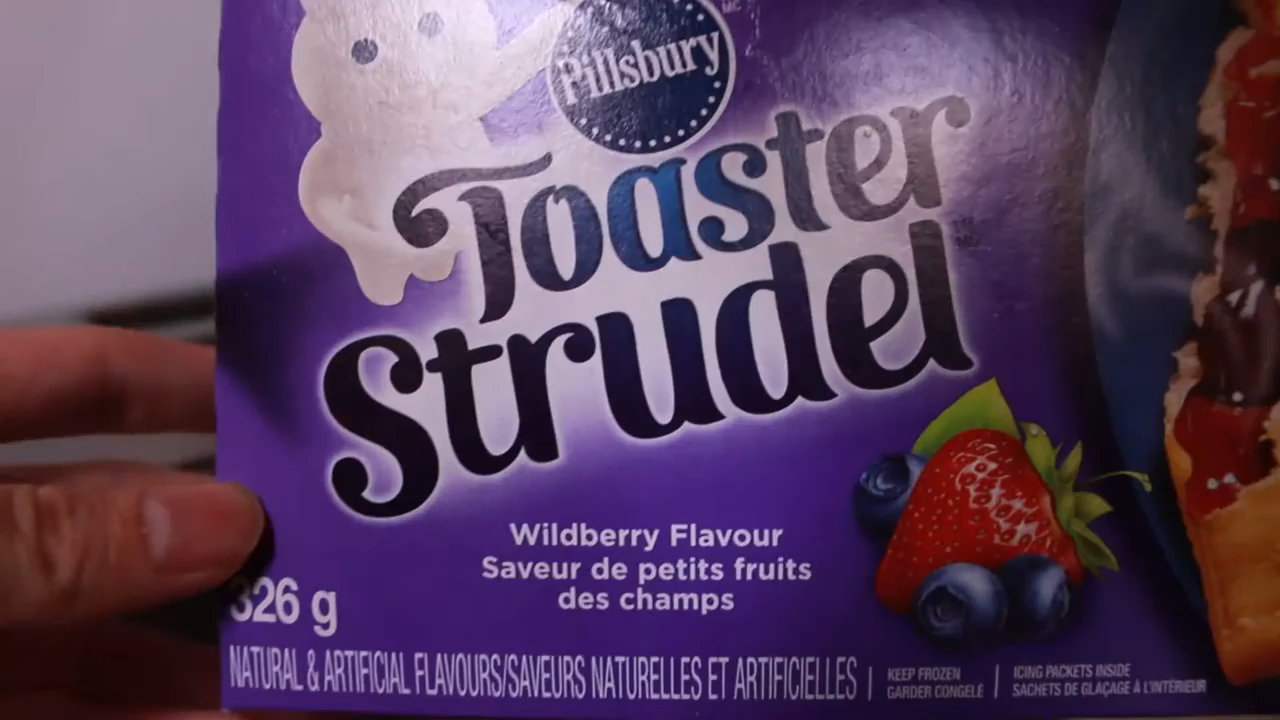 Pillsbury
MC
Toaster
Strudel
Wildberry Flavour
Saveur de petits fruits
des champs
326 g
NATURAL & ARTIFICIAL FLAVOURS/SAVEURS NATURELLES ET ARTIFICIELLES
KEEP FROZEN
GARDER CONGELÉ
ICING PACKETS INSIDE
SACHETS DE GLAÇAGE À L'INTÉRIEUR